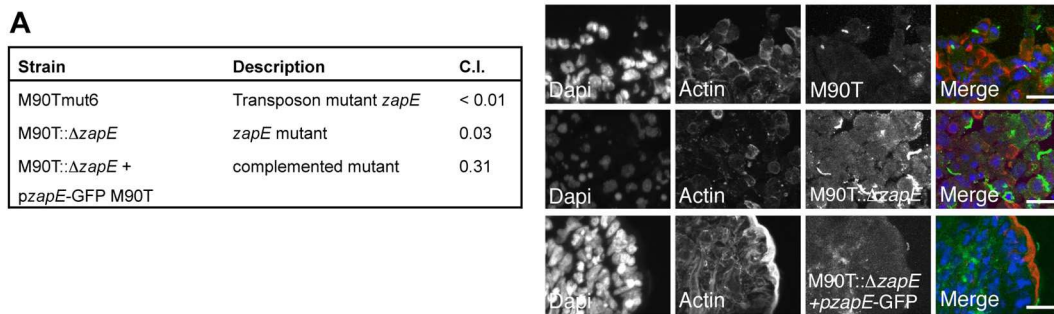 A
Strain Description C.I.
M90Tmut6 Transposon mutant zapE < 0.01
M90T::ΔzapE zapE mutant 0.03
M90T::ΔzapE + complemented mutant 0.31
pzapE-GFP M90T
Dapi Actin M90T Merge
Dapi Actin M90T::ΔzapE Merge
M90T::ΔzapE
Dapi Actin +pzapE-GFP Merge